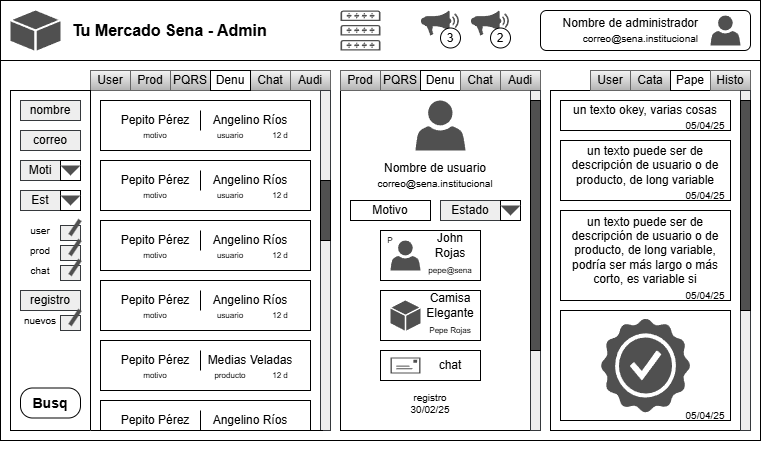 Tu Mercado Sena - Admin
3
2
Nombre de administrador
correo@sena.institucional
User Prod PQRS Denu Chat Audi
nombre
correo
Moti
Est
user
prod
chat
registro
nuevos
Busq
Pepito Pérez Angelino Ríos
motivo usuario 12 d
Pepito Pérez Angelino Ríos
motivo usuario 12 d
Pepito Pérez Angelino Ríos
motivo usuario 12 d
Pepito Pérez Angelino Ríos
motivo usuario 12 d
Pepito Pérez Medias Veladas
motivo producto 12 d
Pepito Pérez Angelino Ríos
Prod PQRS Denu Chat Audi
Nombre de usuario
correo@sena.institucional
Motivo Estado
P
John
Rojas
pepe@sena
Camisa
Elegante
Pepe Rojas
chat
registro
30/02/25
User Cata Pape Histo
un texto okey, varias cosas
05/04/25
un texto puede ser de
descripción de usuario o de
producto, de long variable
05/04/25
un texto puede ser de
descripción de usuario o de
producto, de long variable,
podría ser más largo o más
corto, es variable si
05/04/25
05/04/25